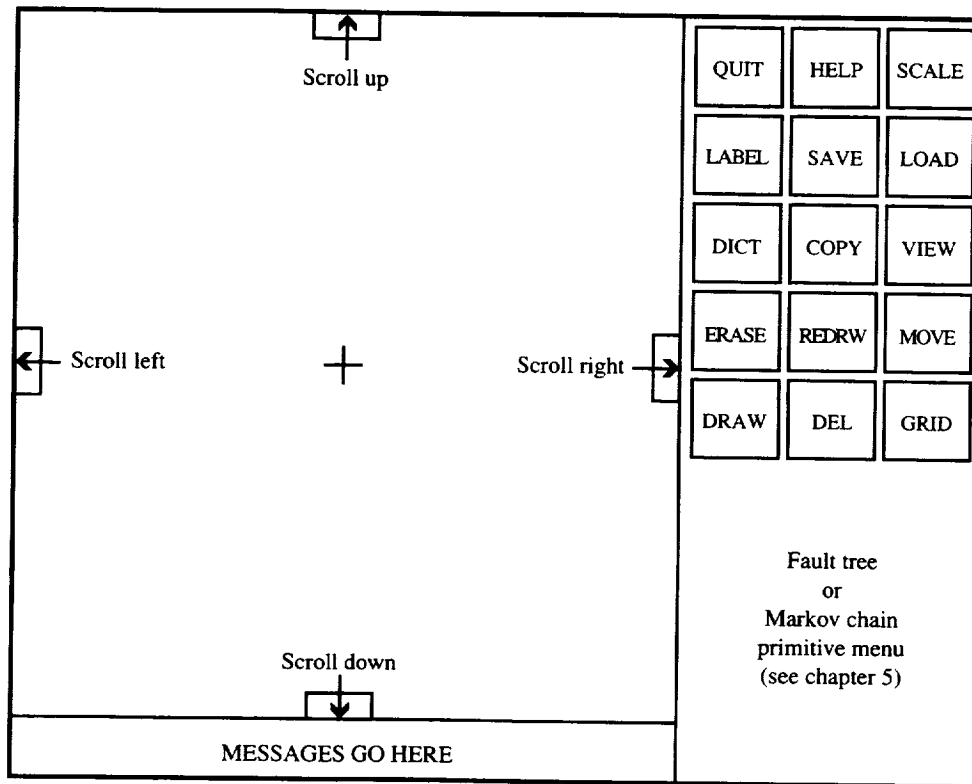 Scroll up
Scroll left
Scroll right
Scroll down
MESSAGES GO HERE
QUIT HELP SCALE
LABEL SAVE LOAD
DICT COPY VIEW
ERASE REDRW MOVE
DRAW DEL GRID
Fault tree
or
Markov chain
primitive menu
(see chapter 5)